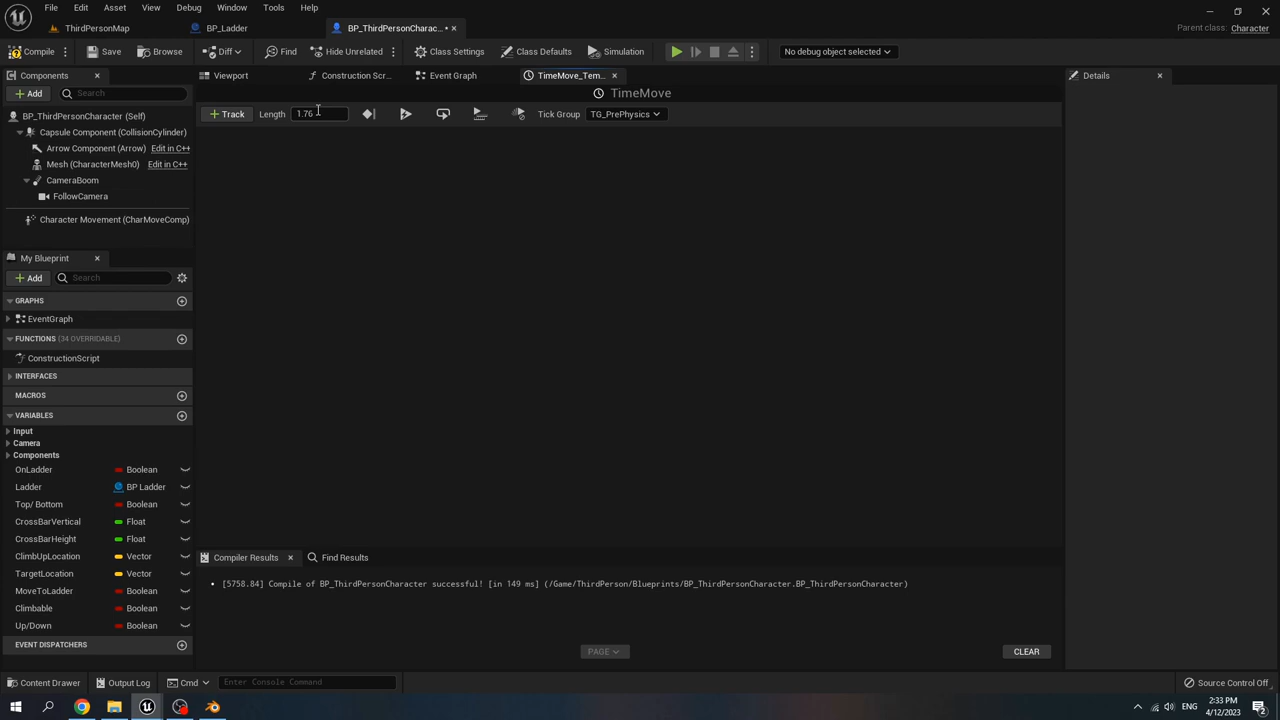 File Edit Asset View Debug Window Tools Help
ThirdPersonMap BP_Ladder BP_ThirdPersonCharac... • Parent class: Character
Compile Save Browse Diff Find Hide Unrelated Class Settings Class Defaults Simulation No debug object selected
Components Viewport Construction Scr... Event Graph TimeMove_Tem... Details
Add Search TimeMove
BP_ThirdPersonCharacter (Self) Track Length 1.76 Tick Group TG_PrePhysics
Capsule Component (CollisionCylinder)
Arrow Component (Arrow) Edit in C++
Mesh (CharacterMesh0) Edit in C++
CameraBoom
FollowCamera
Character Movement (CharMoveComp)
My Blueprint
Add Search
GRAPHS
EventGraph
FUNCTIONS (34 OVERRIDABLE)
ConstructionScript
INTERFACES
MACROS
VARIABLES
Input
Camera
Components
OnLadder Boolean
Ladder BP Ladder
Top/ Bottom Boolean
CrossBarVertical Float
CrossBarHeight Float
ClimbUpLocation Vector
TargetLocation Vector
MoveToLadder Boolean
Climbable Boolean
Up/Down Boolean
EVENT DISPATCHERS
Compiler Results Find Results
[5758.84] Compile of BP_ThirdPersonCharacter successful! [in 149 ms] (/Game/ThirdPerson/Blueprints/BP_ThirdPersonCharacter.BP_ThirdPersonCharacter)
PAGE CLEAR
Content Drawer Output Log Cmd Enter Console Command Source Control Off
ENG 2:33 PM
4/12/2023 2